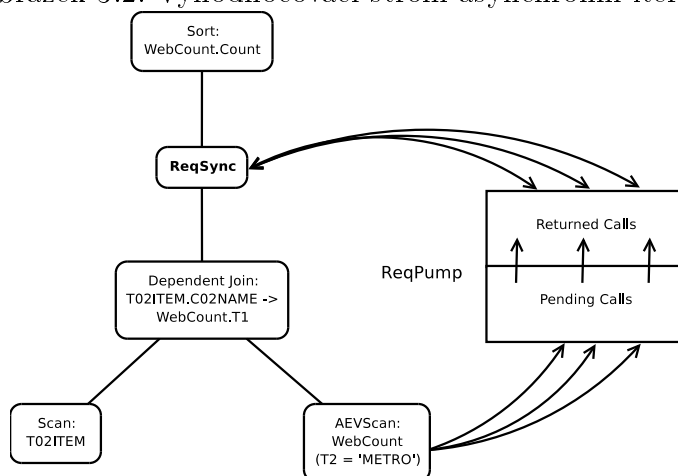 Sort:
WebCount.Count
ReqSync
Returned Calls
ReqPump
Dependent Join:
T02ITEM.C02NAME ->
WebCount.T1
Pending Calls
Scan:
T02ITEM
AEVScan:
WebCount
(T2 = 'METRO')